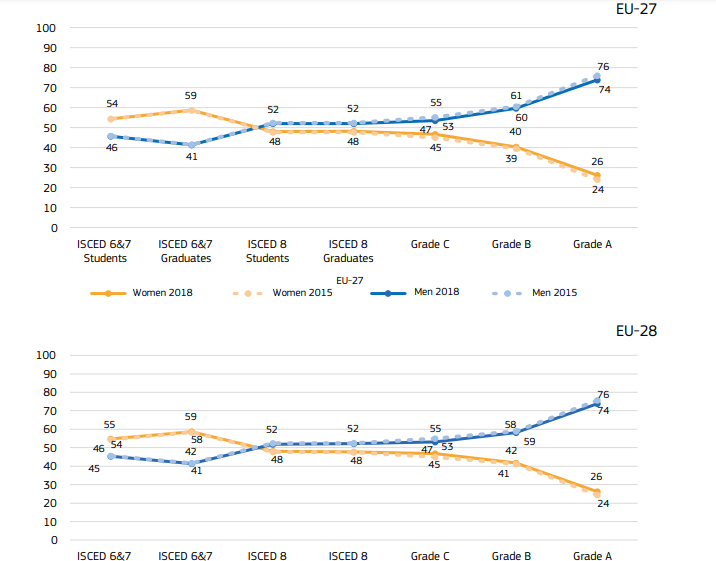 EU-27
100
90
80
70
60
50
40
30
20
10
0
54 59 52 52 55 61 76
46 41 48 48 47 53 45 60 40 39 74 26 24
ISCED 6&7 ISCED 6&7 ISCED 8 ISCED 8 Grade C Grade B Grade A
Students Graduates Students Graduates
EU-27
Women 2018 Women 2015 Men 2018 Men 2015
EU-28
100
90
80
70
60
50
40
30
20
10
0
55 59 52 52 55 58 76
46 54 58 47 53 59 74
45 42 41 48 48 45 42 41 26 24
ISCED 6&7 ISCED 6&7 ISCED 8 ISCED 8 Grade C Grade B Grade A